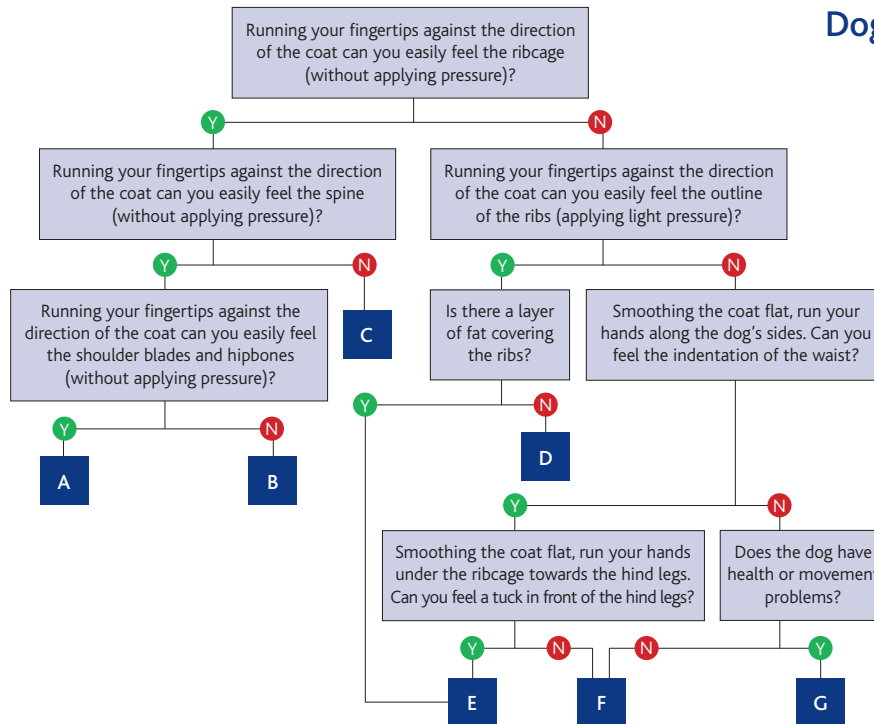 Dog
Running your fingertips against the direction
of the coat can you easily feel the ribcage
(without applying pressure)?
Y
N
Running your fingertips against the direction
of the coat can you easily feel the spine
(without applying pressure)?
Running your fingertips against the direction
of the coat can you easily feel the outline
of the ribs (applying light pressure)?
Y
N
Y
N
Running your fingertips against the
direction of the coat can you easily feel
the shoulder blades and hipbones
(without applying pressure)?
C
Is there a layer
of fat covering
the ribs?
Smoothing the coat flat, run your
hands along the dog’s sides. Can you
feel the indentation of the waist?
Y
N
Y
N
A
B
D
Y
N
Smoothing the coat flat, run your hands
under the ribcage towards the hind legs.
Can you feel a tuck in front of the hind legs?
Does the dog have
health or movement
problems?
Y
N
N
Y
E
F
G